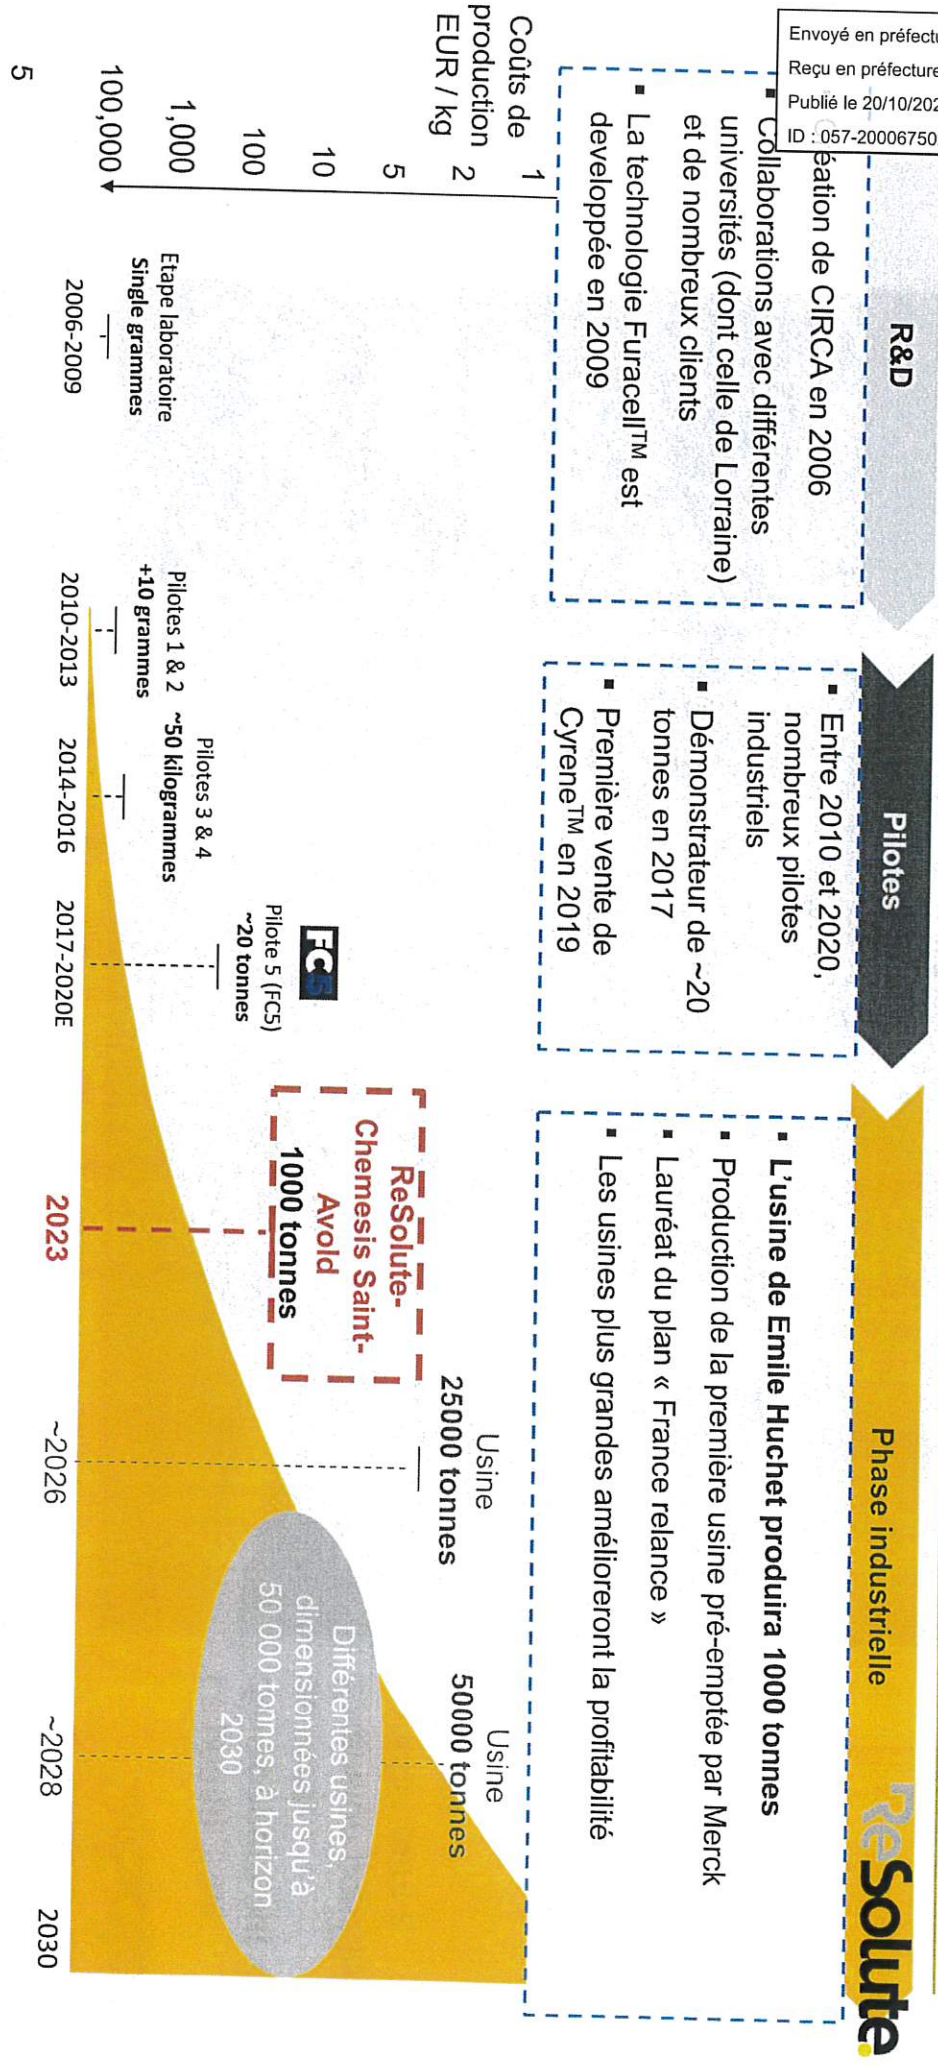 Envoyé en préfectu
Reçu en préfecture
Publié le 20/10/202
ID : 057-20006750
R&D
Pilotes
Phase industrielle
ReSolute
éation de CIRCA en 2006
▪ Collaborations avec différentes
universités (dont celle de Lorraine)
et de nombreux clients
▪ La technologie Furacell™ est
developpée en 2009
▪ Entre 2010 et 2020,
nombreux pilotes
industriels
▪ Démonstrateur de ~20
tonnes en 2017
▪ Première vente de
Cyrene™ en 2019
▪ L'usine de Emile Huchet produira 1000 tonnes
▪ Production de la première usine pré-emptée par Merck
▪ Lauréat du plan « France relance »
▪ Les usines plus grandes amélioreront la profitabilité
Coûts de
production
EUR / kg
1
2
5
10
100
1,000
100,000
Etape laboratoire
Single grammes
2006-2009
Pilotes 1 & 2
+10 grammes
2010-2013
Pilotes 3 & 4
~50 kilogrammes
2014-2016
FC5
Pilote 5 (FC5)
~20 tonnes
2017-2020E
ReSolute-
Chemesis Saint-
Avold
1000 tonnes
2023
Usine
25000 tonnes
~2026
Usine
50000 tonnes
~2028
Différentes usines,
dimensionnées jusqu'à
50 000 tonnes, à horizon
2030
2030
5